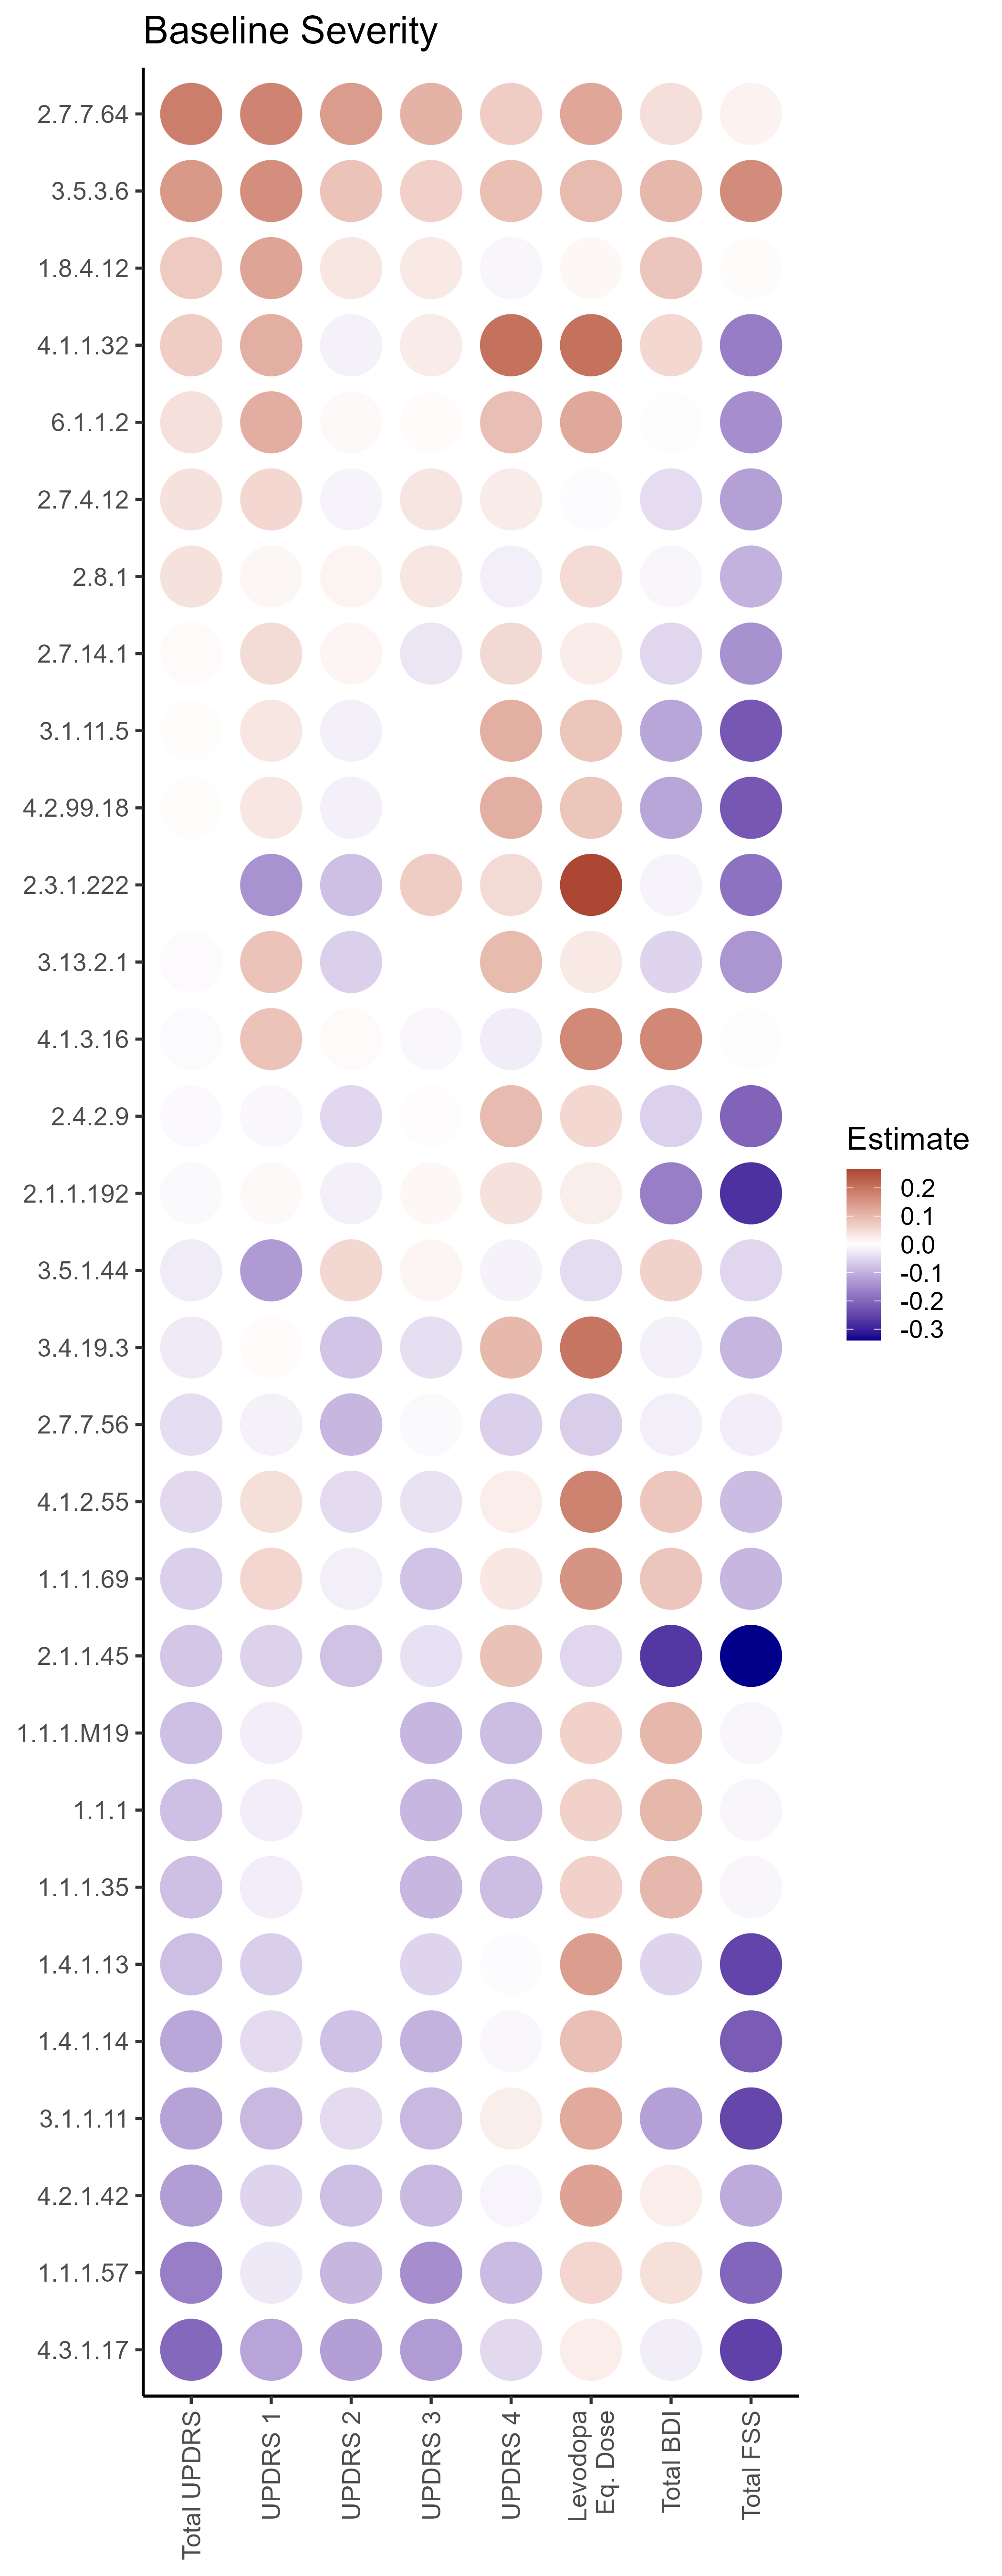 Baseline Severity
2.7.7.64
3.5.3.6
1.8.4.12
4.1.1.32
6.1.1.2
2.7.4.12
2.8.1
2.7.14.1
3.1.11.5
4.2.99.18
2.3.1.222
3.13.2.1
4.1.3.16
2.4.2.9
2.1.1.192
3.5.1.44
3.4.19.3
2.7.7.56
4.1.2.55
1.1.1.69
2.1.1.45
1.1.1.M19
1.1.1
1.1.1.35
1.4.1.13
1.4.1.14
3.1.1.11
4.2.1.42
1.1.1.57
4.3.1.17
Total UPDRS
UPDRS 1
UPDRS 2
UPDRS 3
UPDRS 4
Levodopa
Eq. Dose
Total BDI
Total FSS
Estimate
0.2
0.1
0.0
-0.1
-0.2
-0.3